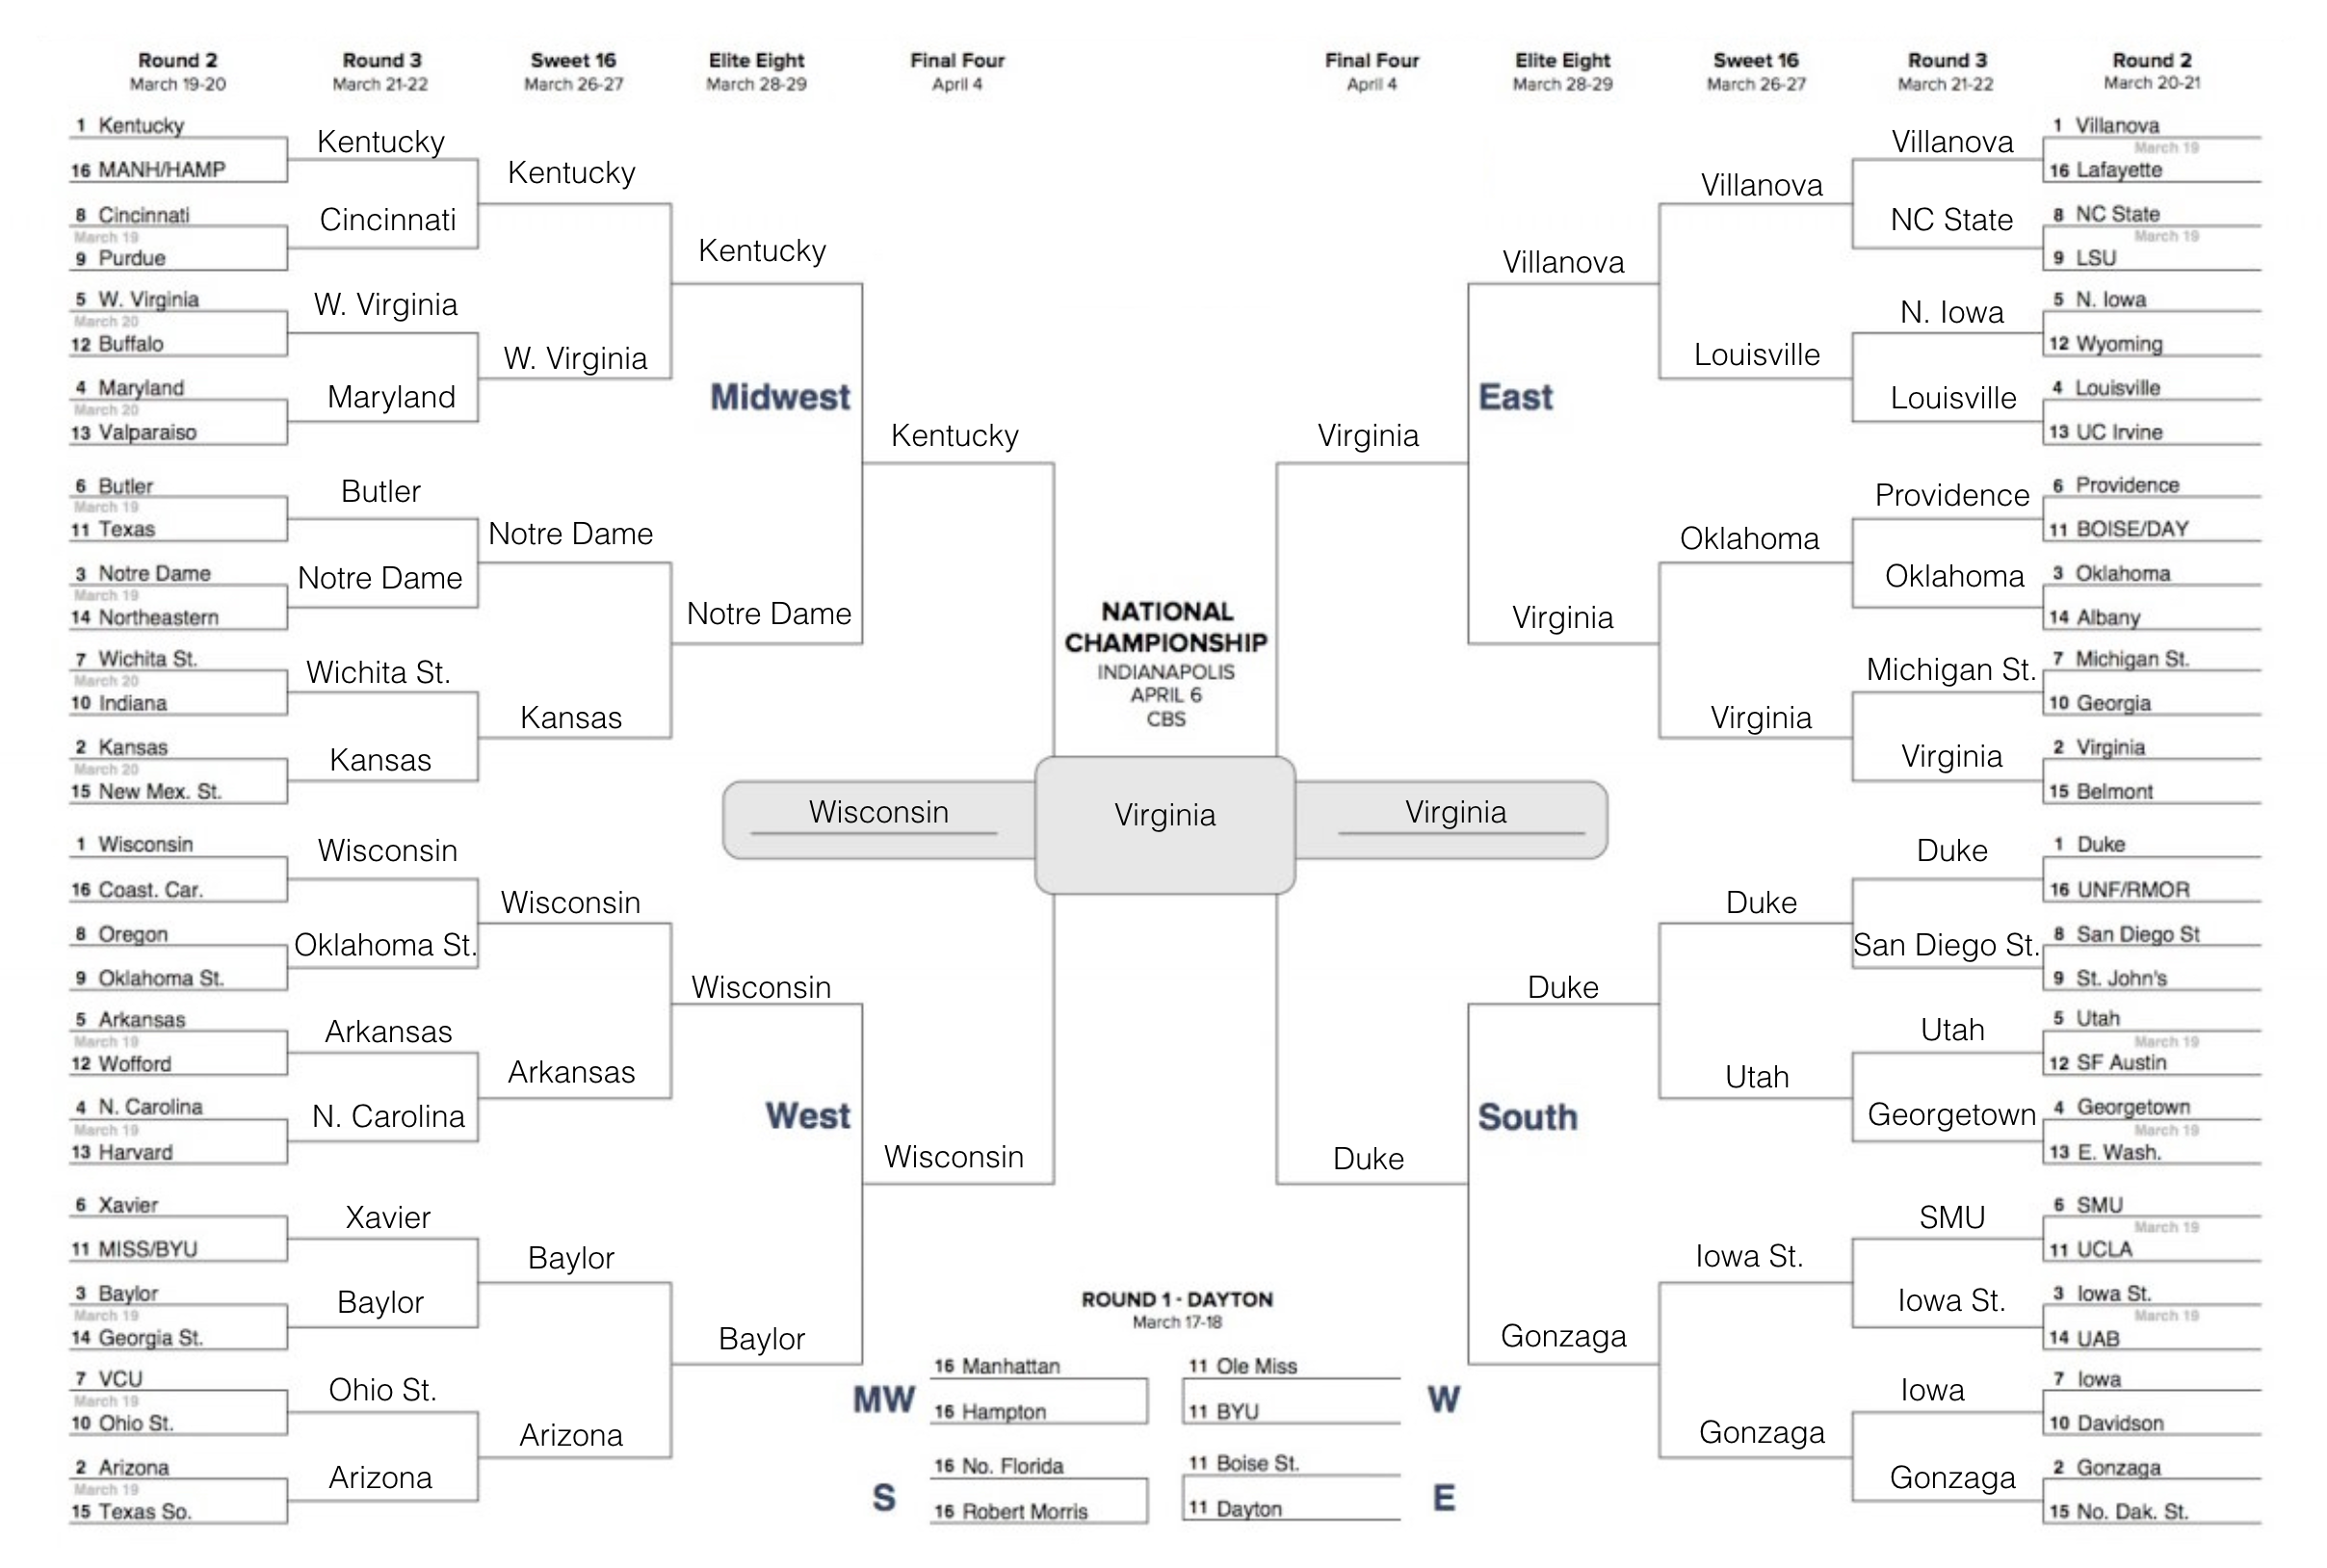 Round 2
March 19-20
Round 3
March 21-22
Sweet 16
March 26-27
Elite Eight
March 28-29
Final Four
April 4
Final Four
April 4
Elite Eight
March 28-29
Sweet 16
March 26-27
Round 3
March 21-22
Round 2
March 20-21
1 Kentucky
16 MANH/HAMP
8 Cincinnati
March 19
9 Purdue
5 W. Virginia
March 20
12 Buffalo
4 Maryland
March 20
13 Valparaiso
6 Butler
March 19
11 Texas
3 Notre Dame
March 19
14 Northeastern
7 Wichita St.
March 20
10 Indiana
2 Kansas
March 20
15 New Mex. St.
Kentucky
Cincinnati
W. Virginia
Maryland
Butler
Notre Dame
Wichita St.
Kansas
Kentucky
W. Virginia
Notre Dame
Kansas
Kentucky
Notre Dame
Midwest
Kentucky
1 Wisconsin
16 Coast. Car.
8 Oregon
9 Oklahoma St.
5 Arkansas
March 19
12 Wofford
4 N. Carolina
March 19
13 Harvard
6 Xavier
11 MISS/BYU
3 Baylor
March 19
14 Georgia St.
7 VCU
March 19
10 Ohio St.
2 Arizona
March 19
15 Texas So.
Wisconsin
Oklahoma St.
Arkansas
N. Carolina
Xavier
Baylor
Ohio St.
Arizona
Wisconsin
Arkansas
Baylor
Arizona
Wisconsin
Baylor
West
Wisconsin
NATIONAL
CHAMPIONSHIP
INDIANAPOLIS
APRIL 6
CBS
Wisconsin
Virginia
Virginia
Virginia
East
Villanova
Virginia
Villanova
Louisville
Oklahoma
Virginia
Villanova
NC State
N. Iowa
Louisville
Providence
Oklahoma
Michigan St.
Virginia
1 Villanova
March 19
16 Lafayette
8 NC State
March 19
9 LSU
5 N. Iowa
12 Wyoming
4 Louisville
13 UC Irvine
6 Providence
11 BOISE/DAY
3 Oklahoma
14 Albany
7 Michigan St.
10 Georgia
2 Virginia
15 Belmont
Duke
South
Duke
Gonzaga
Duke
Utah
Iowa St.
Gonzaga
Duke
San Diego St.
Utah
Georgetown
SMU
Iowa St.
Iowa
Gonzaga
1 Duke
16 UNF/RMOR
8 San Diego St
9 St. John's
5 Utah
March 19
12 SF Austin
4 Georgetown
March 19
13 E. Wash.
6 SMU
March 19
11 UCLA
3 Iowa St.
March 19
14 UAB
7 Iowa
10 Davidson
2 Gonzaga
15 No. Dak. St.
ROUND 1 - DAYTON
March 17-18
MW
16 Manhattan
16 Hampton
11 Ole Miss
11 BYU
W
S
16 No. Florida
16 Robert Morris
11 Boise St.
11 Dayton
E